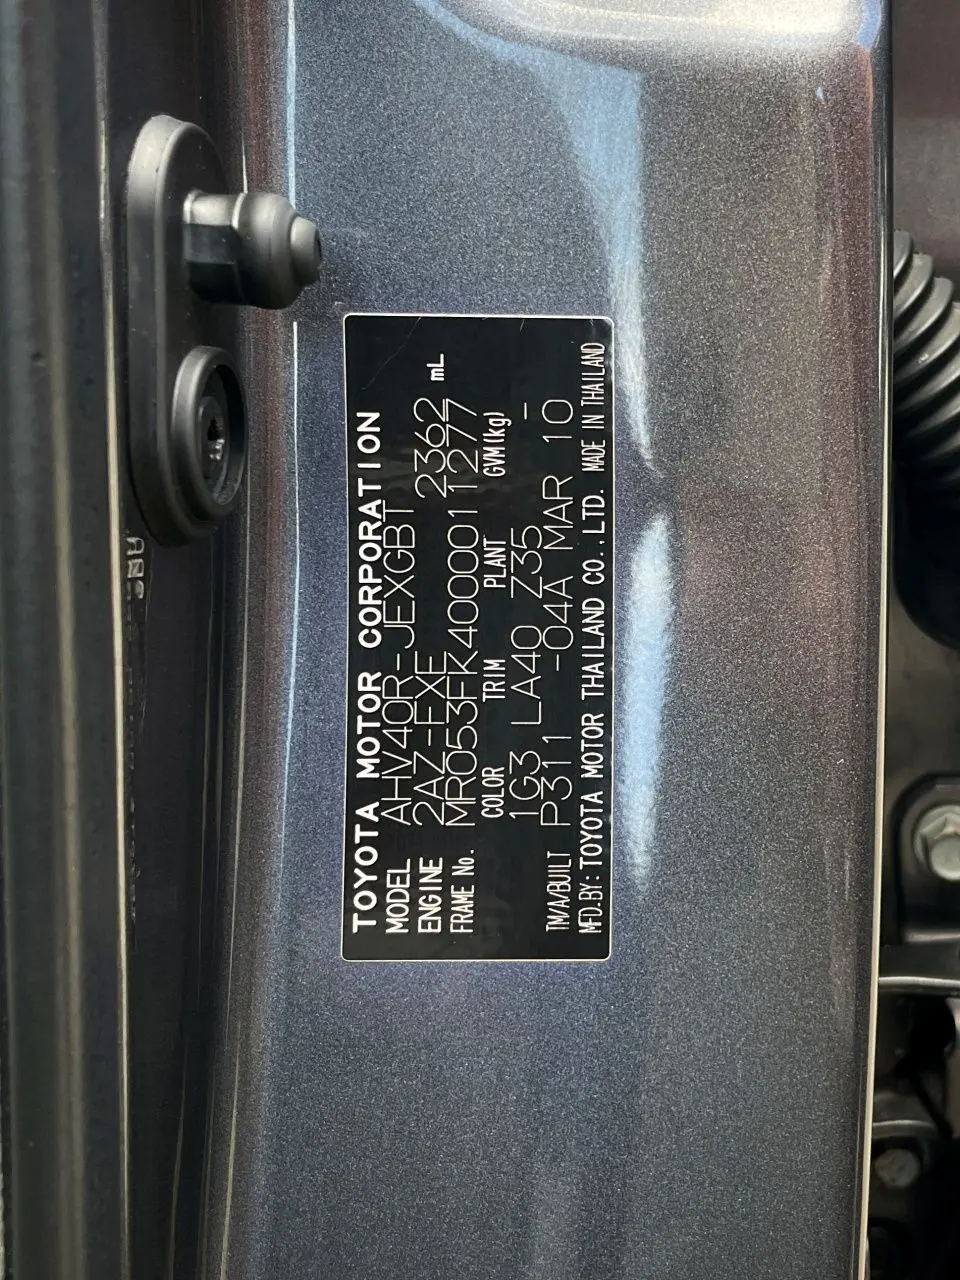 TOYOTA MOTOR CORPORATION
MODEL AHV40R-JEXGBT
ENGINE 2AZ-FXE 2362 mL
FRAME No. MR053FK4000011277
COLOR TRIM PLANT GVM(kg)
1G3 LA40 Z35 -
TM/A/BUILT P311 -04A MAR 10
MFD.BY:TOYOTA MOTOR THAILAND CO.,LTD. MADE IN THAILAND